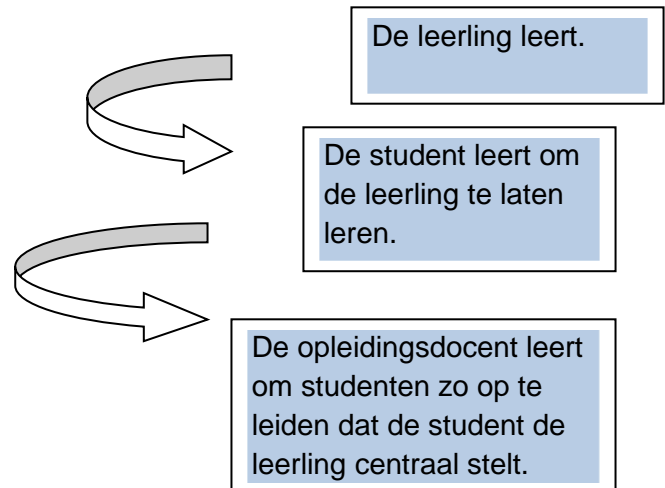 De leerling leert.
De student leert om
de leerling te laten
leren.
De opleidingsdocent leert
om studenten zo op te
leiden dat de student de
leerling centraal stelt.